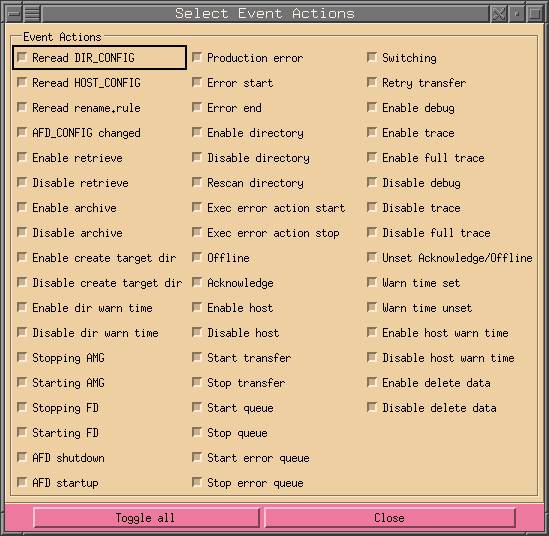 Select Event Actions
Event Actions
Reread DIR_CONFIG
Reread HOST_CONFIG
Reread rename.rule
AFD_CONFIG changed
Enable retrieve
Disable retrieve
Enable archive
Disable archive
Enable create target dir
Disable create target dir
Enable dir warn time
Disable dir warn time
Stopping AMG
Starting AMG
Stopping FD
Starting FD
AFD shutdown
AFD startup
Production error
Error start
Error end
Enable directory
Disable directory
Rescan directory
Exec error action start
Exec error action stop
Offline
Acknowledge
Enable host
Disable host
Start transfer
Stop transfer
Start queue
Stop queue
Start error queue
Stop error queue
Switching
Retry transfer
Enable debug
Enable trace
Enable full trace
Disable debug
Disable trace
Disable full trace
Unset Acknowledge/Offline
Warn time set
Warn time unset
Enable host warn time
Disable host warn time
Enable delete data
Disable delete data
Toggle all
Close